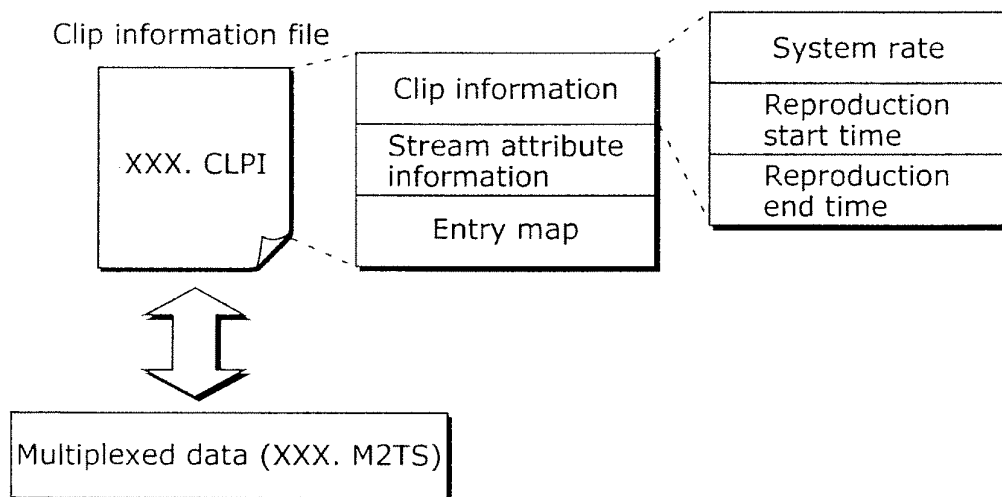 Clip information file
XXX. CLPI
Clip information
Stream attribute
information
Entry map
System rate
Reproduction
start time
Reproduction
end time
Multiplexed data (XXX. M2TS)